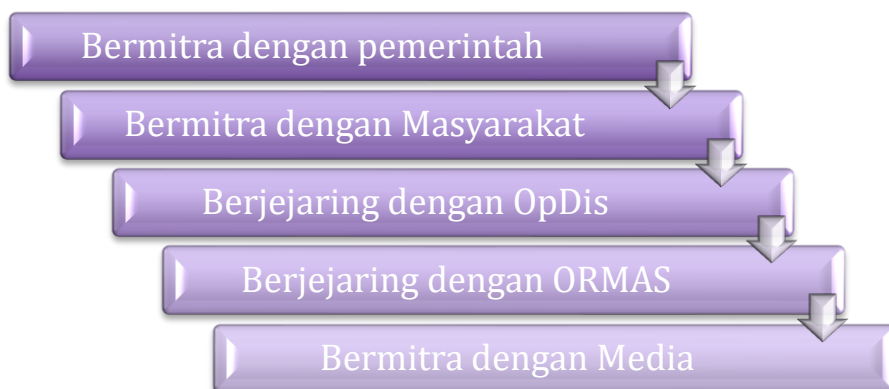 Bermitra dengan pemerintah
Bermitra dengan Masyarakat
Berjejaring dengan OpDis
Berjejaring dengan ORMAS
Bermitra dengan Media